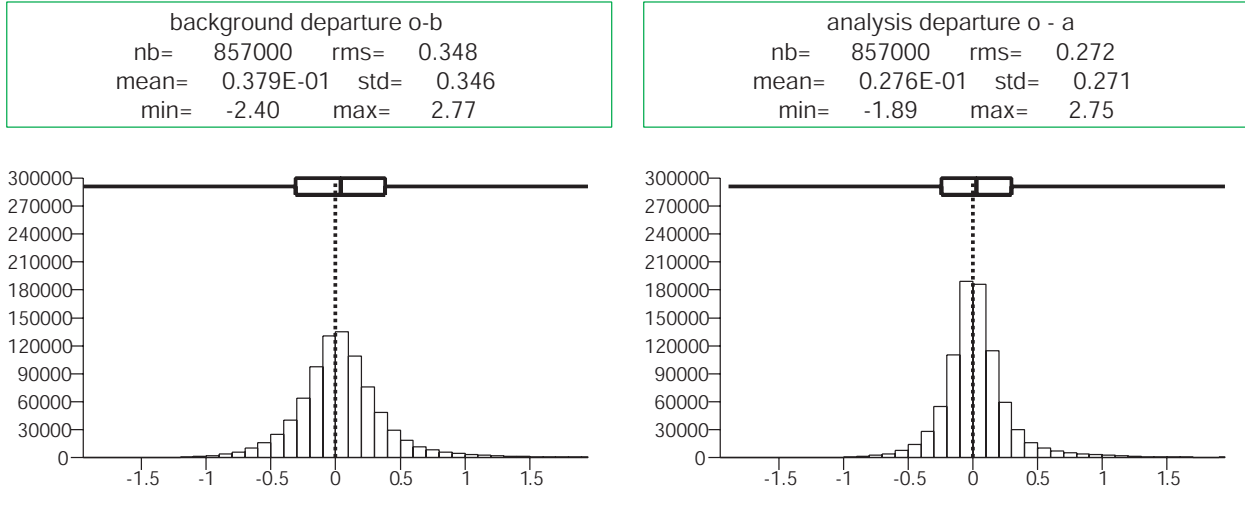 background departure o-b
nb= 857000 rms= 0.348
mean= 0.379E-01 std= 0.346
min= -2.40 max= 2.77
analysis departure o - a
nb= 857000 rms= 0.272
mean= 0.276E-01 std= 0.271
min= -1.89 max= 2.75
300000
270000
240000
210000
180000
150000
120000
90000
60000
30000
0
-1.5 -1 -0.5 0 0.5 1 1.5
300000
270000
240000
210000
180000
150000
120000
90000
60000
30000
0
-1.5 -1 -0.5 0 0.5 1 1.5